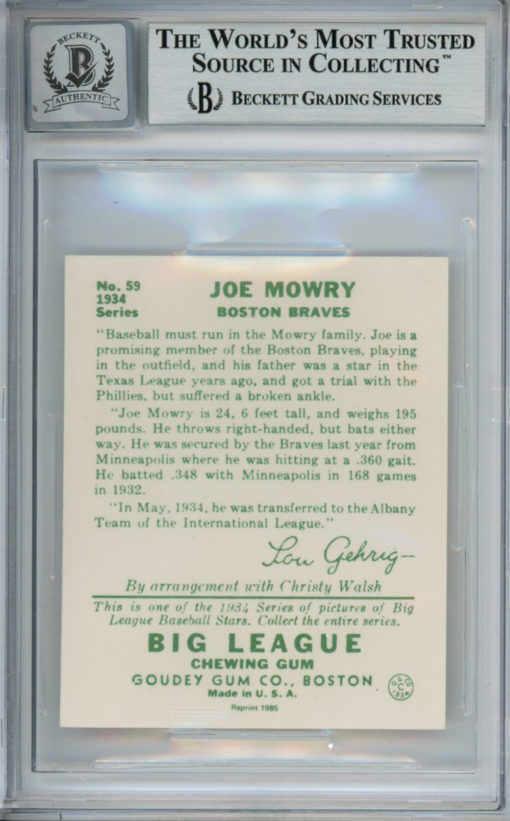 BECKETT
B
AUTHENTIC
THE WORLD'S MOST TRUSTED
SOURCE IN COLLECTING™
B BECKETT GRADING SERVICES
No. 59
1934
Series
JOE MOWRY
BOSTON BRAVES
"Baseball must run in the Mowry family. Joe is a
promising member of the Boston Braves, playing
in the outfield, and his father was a star in the
Texas League years ago, and got a trial with the
Phillies, but suffered a broken ankle.
"Joe Mowry is 24, 6 feet tall, and weighs 195
pounds. He throws right-handed, but bats either
way. He was secured by the Braves last year from
Minneapolis where he was hitting at a .360 gait.
He batted .348 with Minneapolis in 168 games
in 1932.
"In May, 1934, he was transferred to the Albany
Team of the International League."
Lou Gehrig
By arrangement with Christy Walsh
This is one of the 1934 Series of pictures of Big
League Baseball Stars. Collect the entire series.
BIG LEAGUE
CHEWING GUM
GOUDEY GUM CO., BOSTON
Made in U. S. A.
Reprint 1985
C